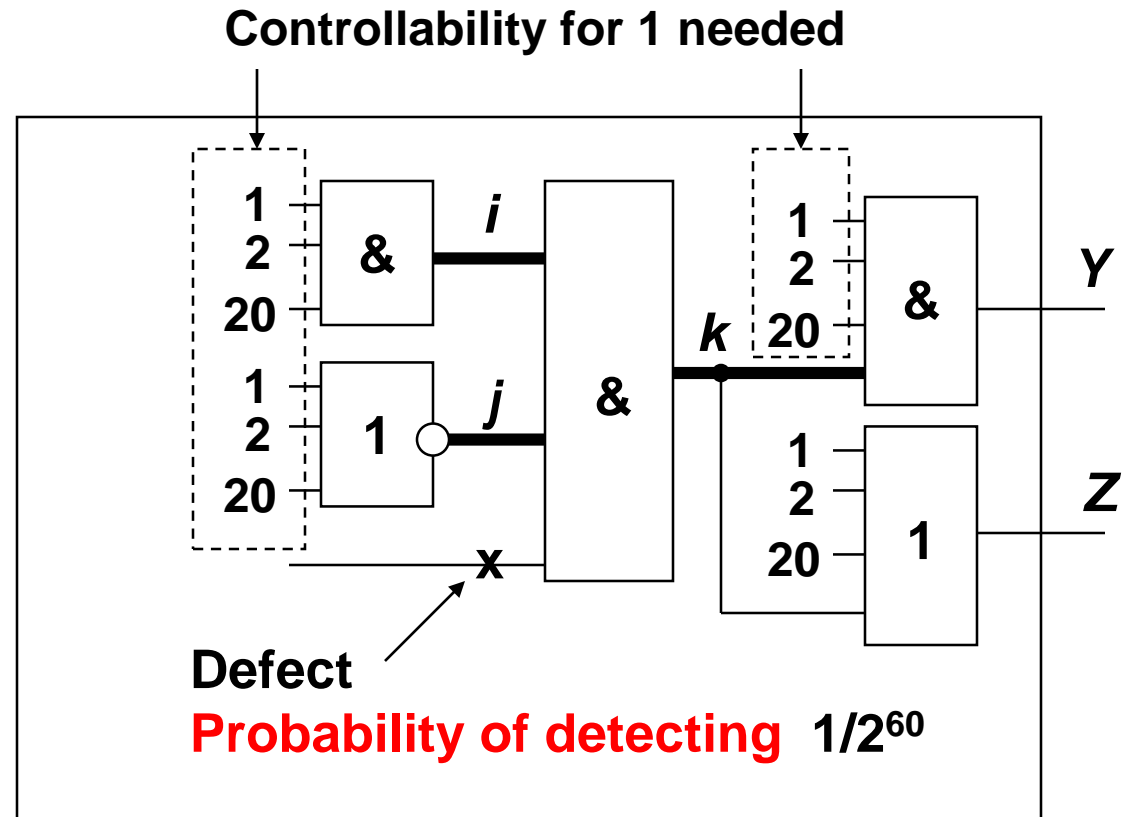 Controllability for 1 needed
1
2
20
&
i
1
2
20
1
j
x
&
k
1
2
20
&
Y
1
2
20
1
Z
Defect
Probability of detecting 1/2⁶⁰